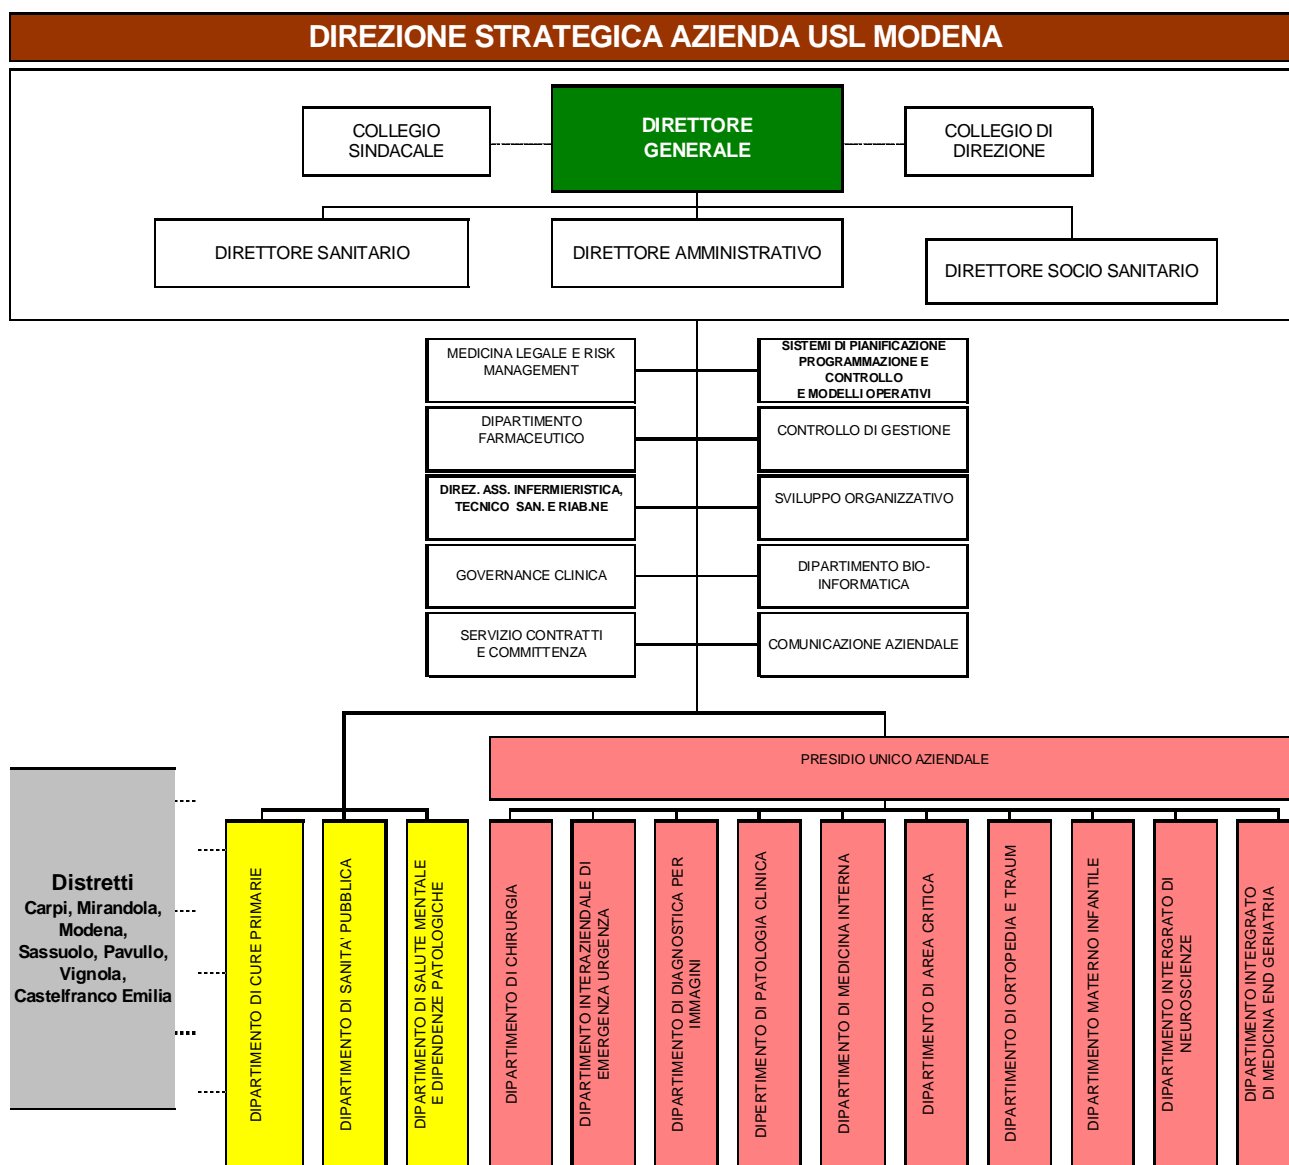 DIREZIONE STRATEGICA AZIENDA USL MODENA
COLLEGIO
SINDACALE
DIRETTORE
GENERALE
COLLEGIO DI
DIREZIONE
DIRETTORE SANITARIO
DIRETTORE AMMINISTRATIVO
DIRETTORE SOCIO SANITARIO
MEDICINA LEGALE E RISK
MANAGEMENT
SISTEMI DI PIANIFICAZIONE
PROGRAMMAZIONE E
CONTROLLO
E MODELLI OPERATIVI
DIPARTIMENTO
FARMACEUTICO
CONTROLLO DI GESTIONE
DIREZ. ASS. INFERMIERISTICA,
TECNICO SAN. E RIAB.NE
SVILUPPO ORGANIZZATIVO
GOVERNANCE CLINICA
DIPARTIMENTO BIO-
INFORMATICA
SERVIZIO CONTRATTI
E COMMITTENZA
COMUNICAZIONE AZIENDALE
PRESIDIO UNICO AZIENDALE
Distretti
Carpi, Mirandola,
Modena,
Sassuolo, Pavullo,
Vignola,
Castelfranco Emilia
DIPARTIMENTO DI CURE PRIMARIE
DIPARTIMENTO DI SANITA' PUBBLICA
DIPARTIMENTO DI SALUTE MENTALE
E DIPENDENZE PATOLOGICHE
DIPARTIMENTO DI CHIRURGIA
DIPARTIMENTO INTERAZIENDALE DI
EMERGENZA URGENZA
DIPARTIMENTO DI DIAGNOSTICA PER
IMMAGINI
DIPERTIMENTO DI PATOLOGIA CLINICA
DIPARTIMENTO DI MEDICINA INTERNA
DIPARTIMENTO DI AREA CRITICA
DIPARTIMENTO DI ORTOPEDIA E TRAUM
DIPARTIMENTO MATERNO INFANTILE
DIPARTIMENTO INTERGRATO DI
NEUROSCIENZE
DIPARTIMENTO INTERGRATO
DI MEDICINA END GERIATRIA